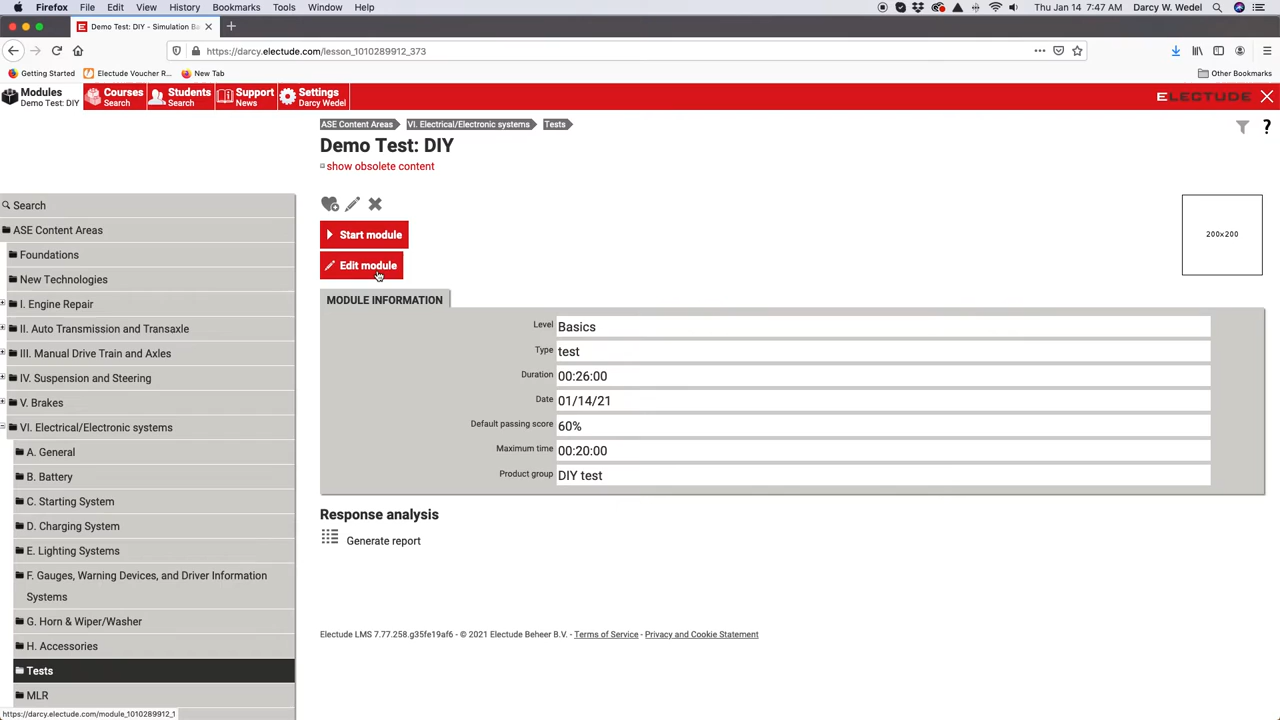 Firefox File Edit View History Bookmarks Tools Window Help
Thu Jan 14 7:47 AM Darcy W. Wedel
Demo Test: DIY - Simulation Ba
https://darcy.electude.com/lesson_1010289912_373
Getting Started Electude Voucher R... New Tab Other Bookmarks
Modules Courses Students Support Settings
Demo Test: DIY Search Search News Darcy Wedel
ELECTUDE
ASE Content Areas VI. Electrical/Electronic systems Tests
?
Demo Test: DIY
show obsolete content
Start module
Edit module
200x200
MODULE INFORMATION
Level Basics
Type test
Duration 00:26:00
Date 01/14/21
Default passing score 60%
Maximum time 00:20:00
Product group DIY test
Response analysis
Generate report
Electude LMS 7.77.258.g35fe19af6 - © 2021 Electude Beheer B.V. - Terms of Service - Privacy and Cookie Statement
Search
ASE Content Areas
Foundations
New Technologies
I. Engine Repair
II. Auto Transmission and Transaxle
III. Manual Drive Train and Axles
IV. Suspension and Steering
V. Brakes
VI. Electrical/Electronic systems
A. General
B. Battery
C. Starting System
D. Charging System
E. Lighting Systems
F. Gauges, Warning Devices, and Driver Information
Systems
G. Horn & Wiper/Washer
H. Accessories
Tests
MLR
https://darcy.electude.com/module_1010289912_1